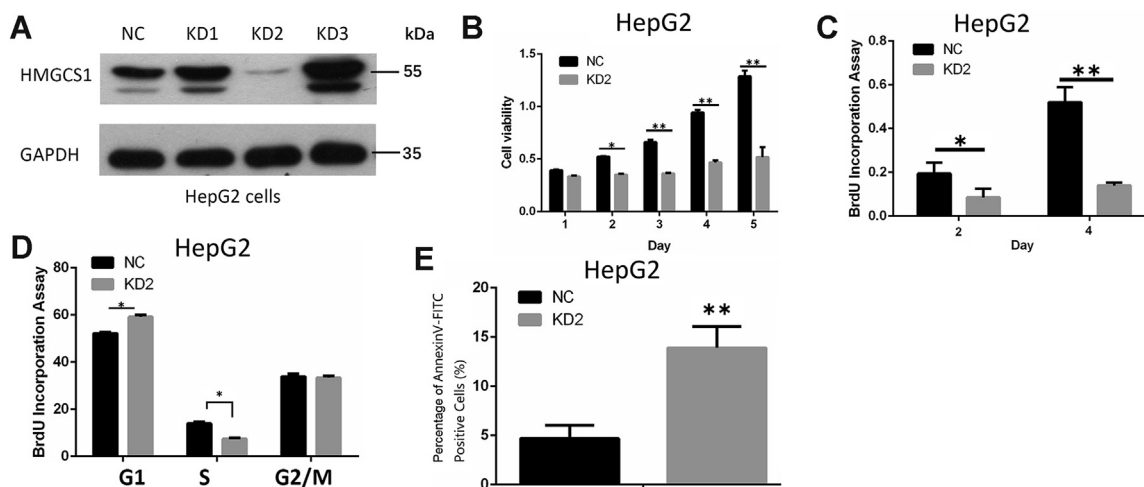 A
NC KD1 KD2 KD3 kDa
HMGCS1
55
GAPDH
35
HepG2 cells
B
HepG2
NC
KD2
Cell viability
1.5
1.0
0.5
0.0
*
**
**
**
1 2 3 4 5
Day
C
HepG2
NC
KD2
BrdU Incorporation Assay
0.8
0.6
0.4
0.2
0.0
*
**
2 4
Day
D
HepG2
NC
KD2
BrdU Incorporation Assay
80
60
40
20
0
*
*
G1 S G2/M
E
HepG2
NC
KD2
Percentage of AnnexinV-FITC
Positive Cells (%)
20
15
10
5
0
**